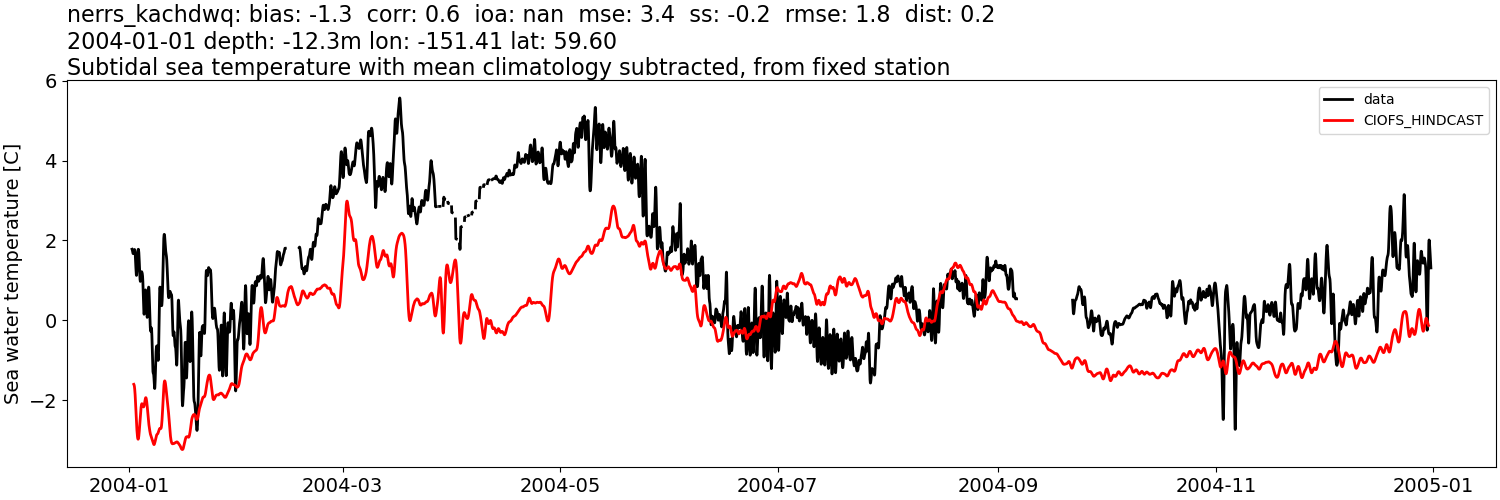 nerrs_kachdwq: bias: -1.3  corr: 0.6  ioa: nan  mse: 3.4  ss: -0.2  rmse: 1.8  dist: 0.2
2004-01-01 depth: -12.3m lon: -151.41 lat: 59.60
Subtidal sea temperature with mean climatology subtracted, from fixed station
Sea water temperature [C]
6
4
2
0
−2
data
CIOFS_HINDCAST
2004-01
2004-03
2004-05
2004-07
2004-09
2004-11
2005-01